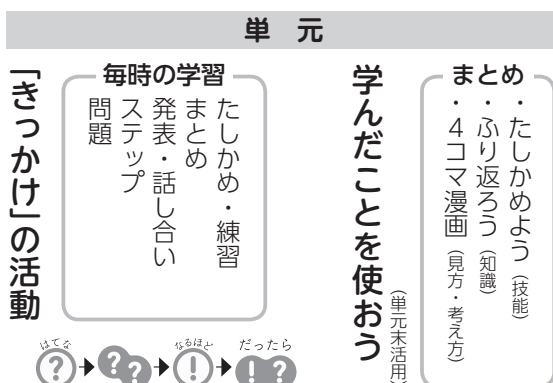 単元
「きっかけ」の活動
毎時の学習
たしかめ・練習
まとめ
発表・話し合い
ステップ
問題
はてな
?
??
なるほど
!
だったら
!?
学んだことを使おう
(単元末活用)
まとめ
・たしかめよう(技能)
・ふり返ろう(知識)
・4コマ漫画(見方・考え方)